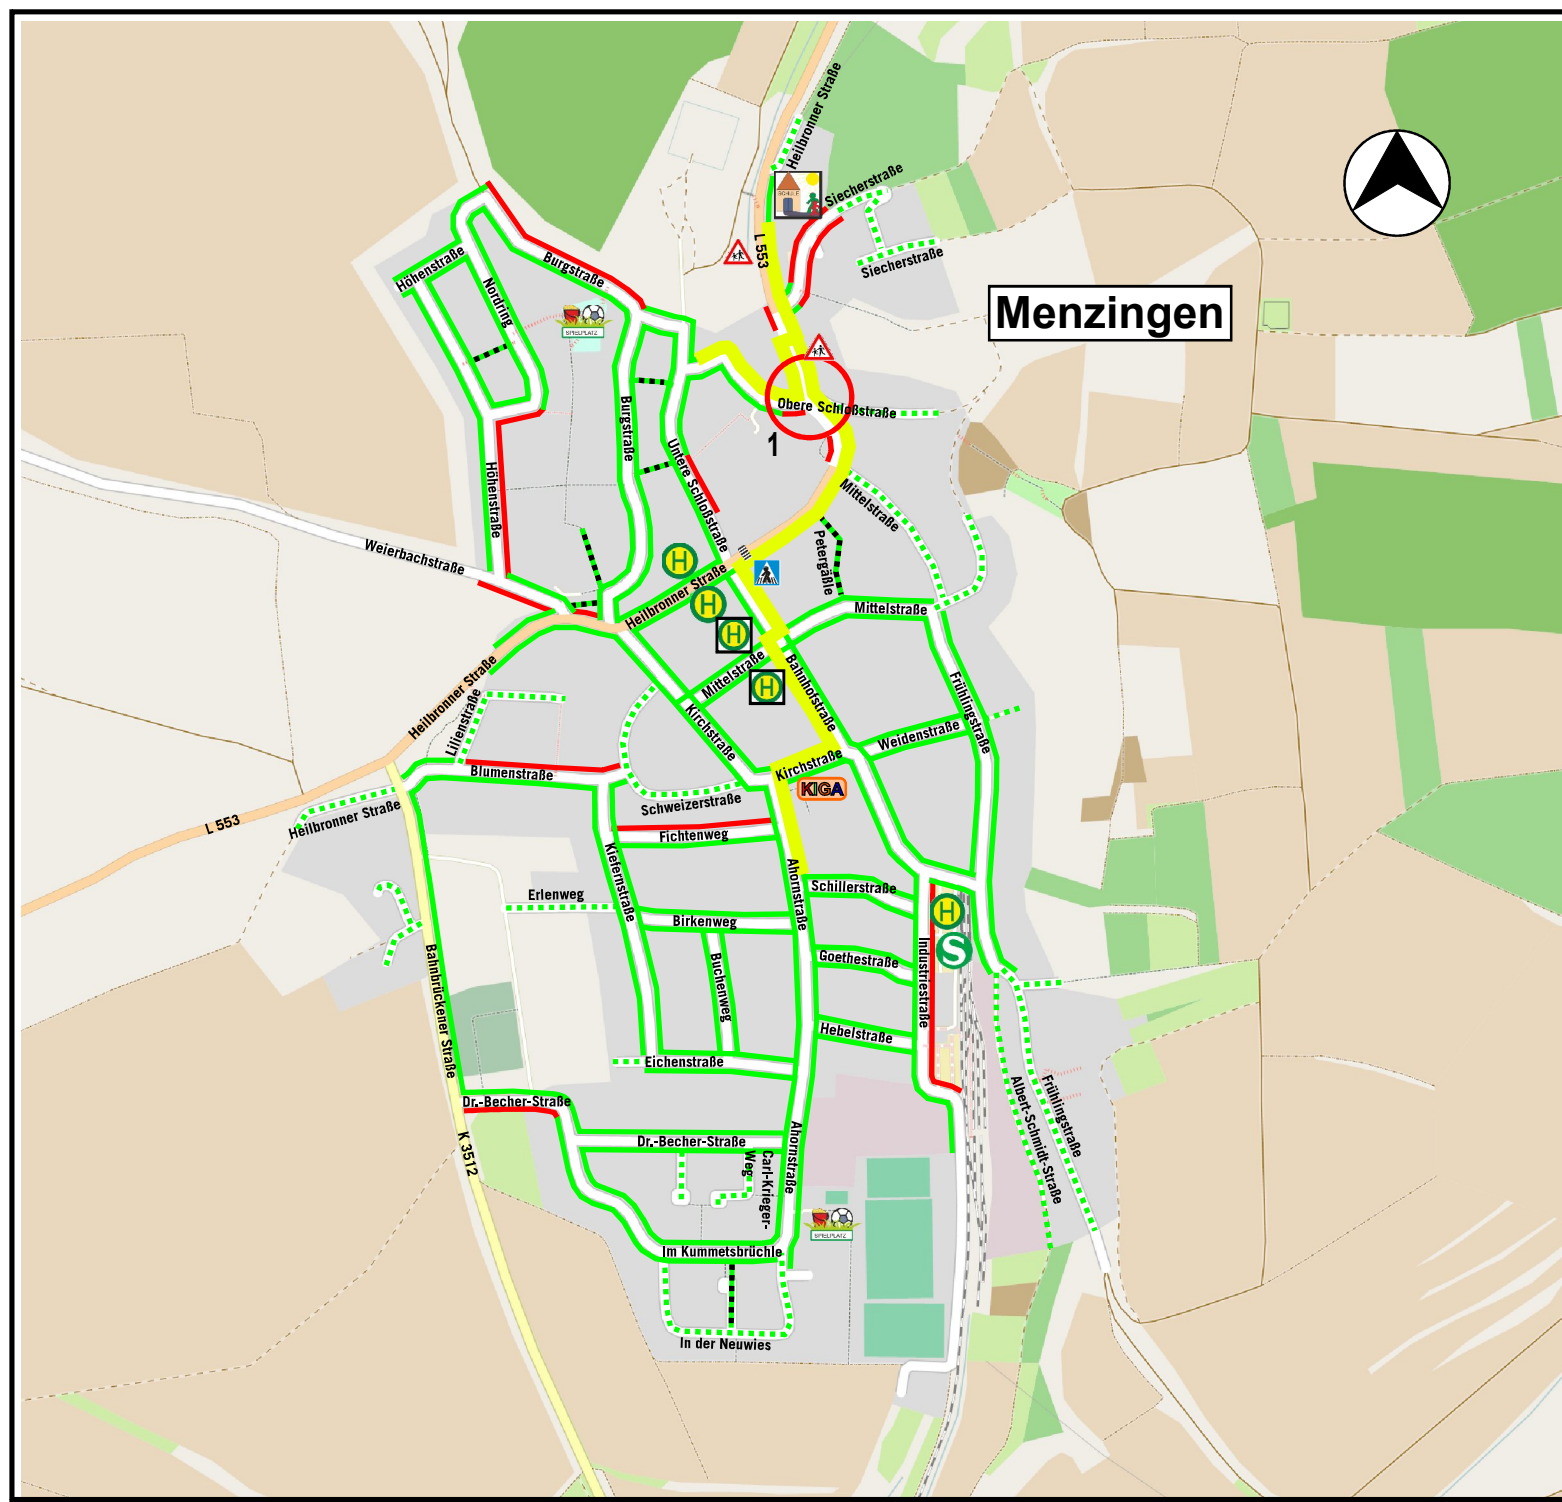 Heilbronner Straße
SCHULE
Siecherstraße
L 553
Siecherstraße
Burgstraße
Höhenstraße
Nordring
Menzingen
SPIELPLATZ
Obere Schloßstraße
1
Burgstraße
Untere Schloßstraße
Höhenstraße
Mittelstraße
Weierbachstraße
Petergäßle
H
Heilbronner Straße
H
Mittelstraße
H
Mittelstraße
H
Bahnhofstraße
Heilbronner Straße
Lilienstraße
Kirchstraße
Frühlingstraße
Weidenstraße
Blumenstraße
Kirchstraße
KIGA
Schweizerstraße
Heilbronner Straße
L 553
Fichtenweg
Kiefernstraße
Ahornstraße
Schillerstraße
Erlenweg
H
Birkenweg
S
Buchenweg
Goethestraße
Industriestraße
Bahnbrückener Straße
Hebelstraße
Eichenstraße
Dr.-Becher-Straße
Albert-Schmidt-Straße
Frühlingstraße
K 3512
Dr.-Becher-Straße
Carl-Krieger-
Weg
Ahornstraße
SPIELPLATZ
Im Kummetsbrüchle
In der Neuwies